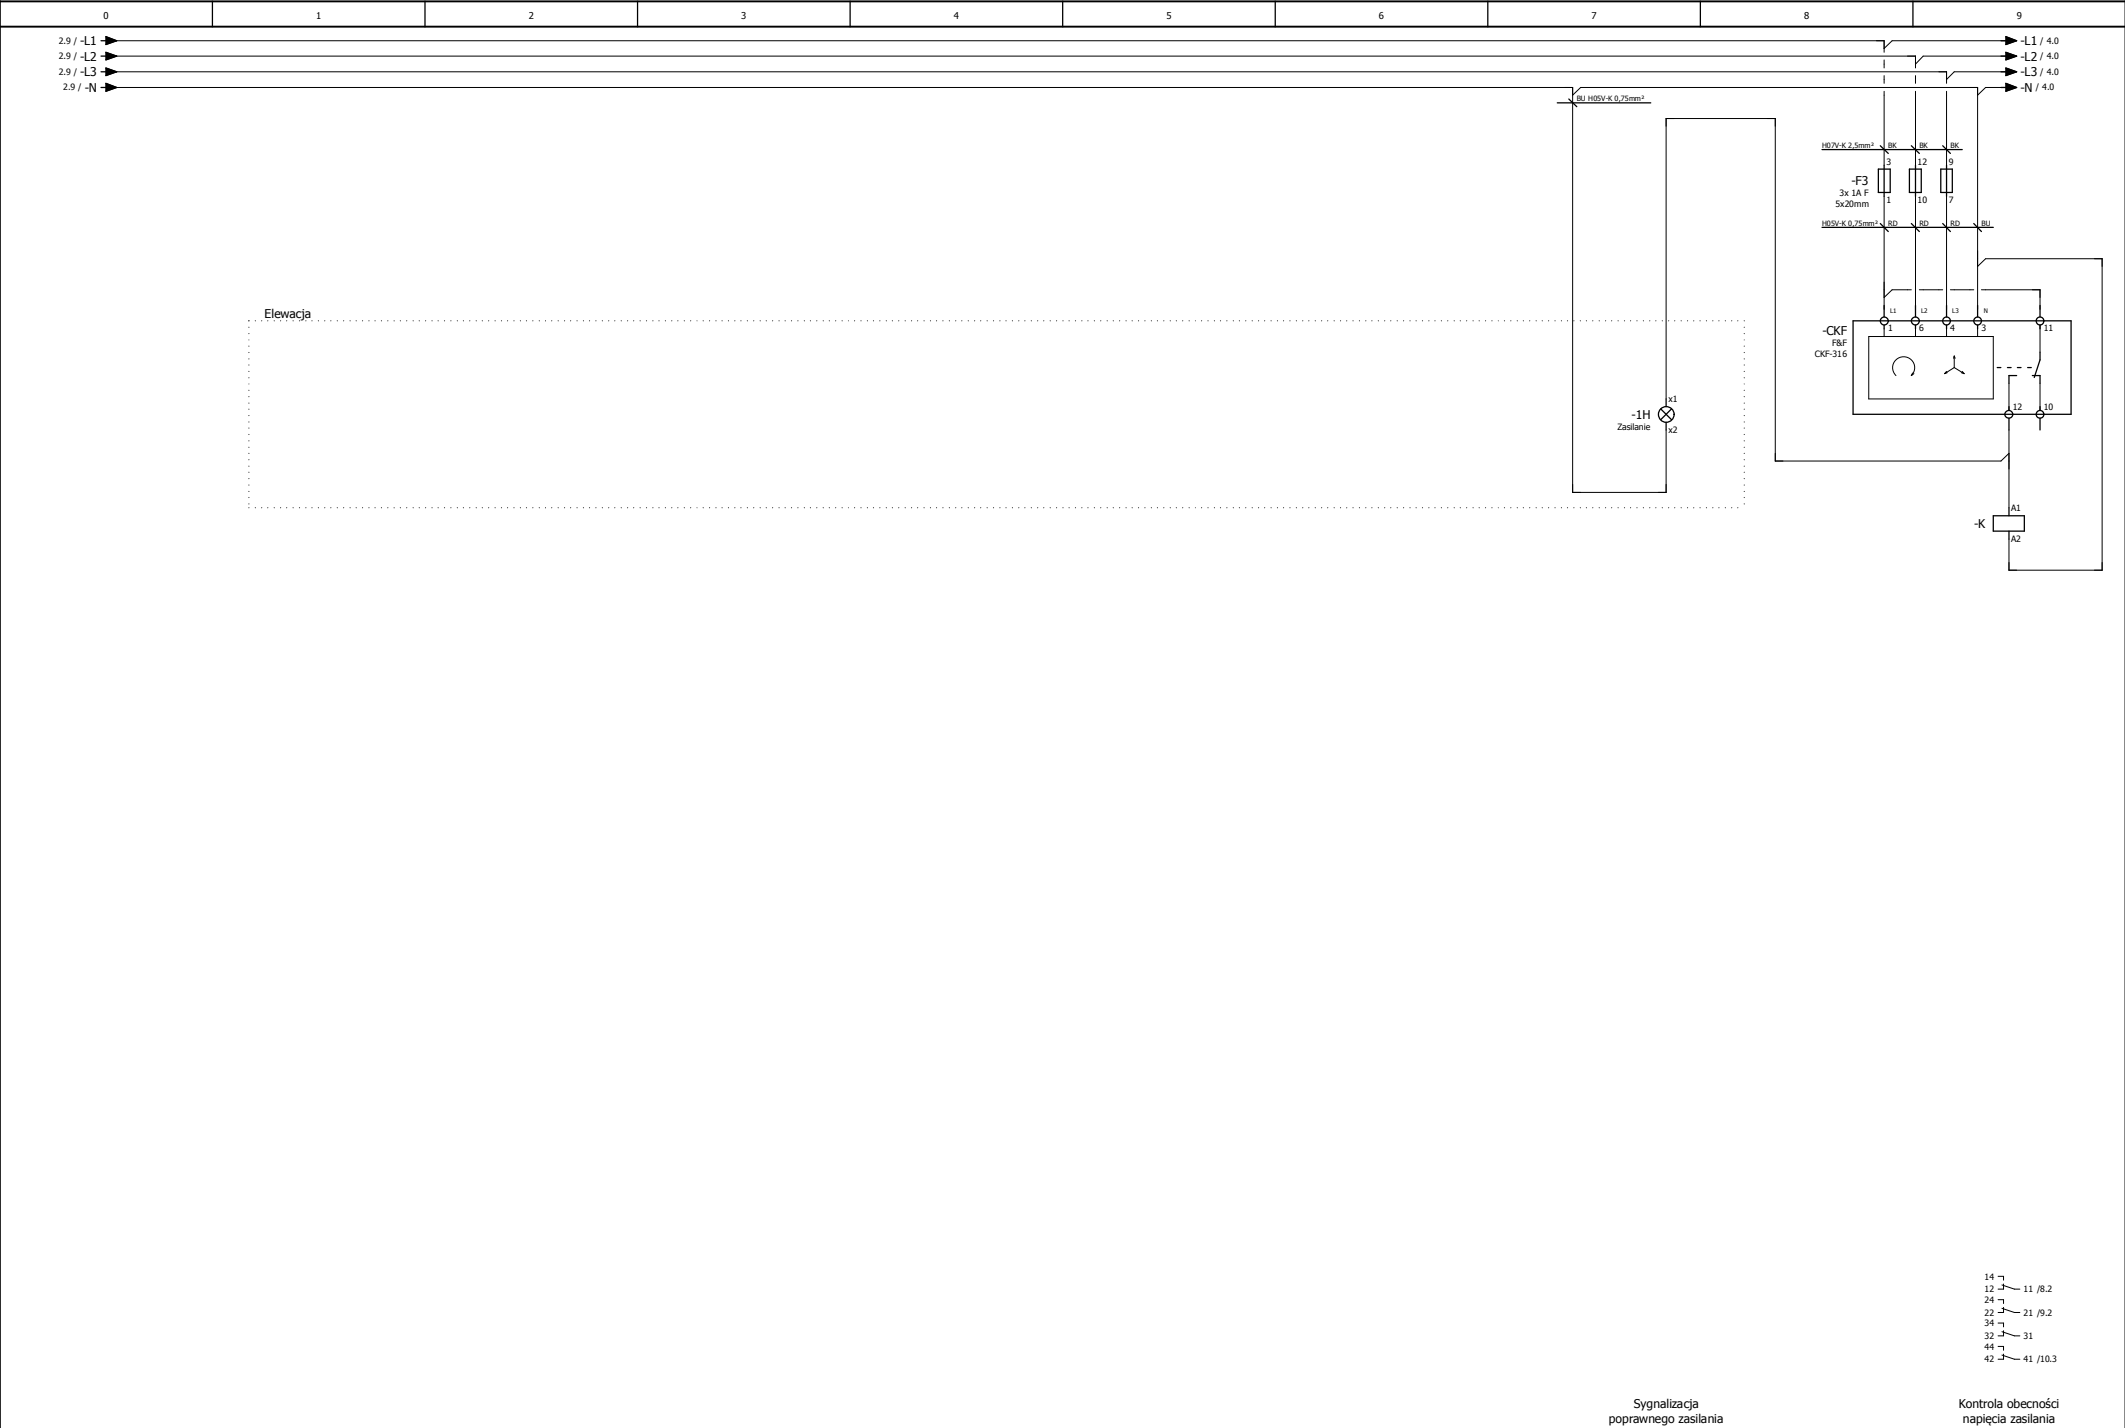 0 1 2 3 4 5 6 7 8 9
2.9 / -L1
-L1 / 4.0
2.9 / -L2
-L2 / 4.0
2.9 / -L3
-L3 / 4.0
2.9 / -N
-N / 4.0
BU H05V-K 0,75mm²
H07V-K 2,5mm² BK BK BK
3 12 9
-F3
3x 1A F
5x20mm
1 10 7
H05V-K 0,75mm² RD RD RD BU
Elewacja
L1 L2 L3 N
1 6 4 3 11
-CKF
F&F
CKF-316
x1
-1H
Zasilanie
x2
12 10
A1
-K
A2
14
12 11 /8.2
24
22 21 /9.2
34
32 31
44
42 41 /10.3
Sygnalizacja
poprawnego zasilania
Kontrola obecności
napięcia zasilania